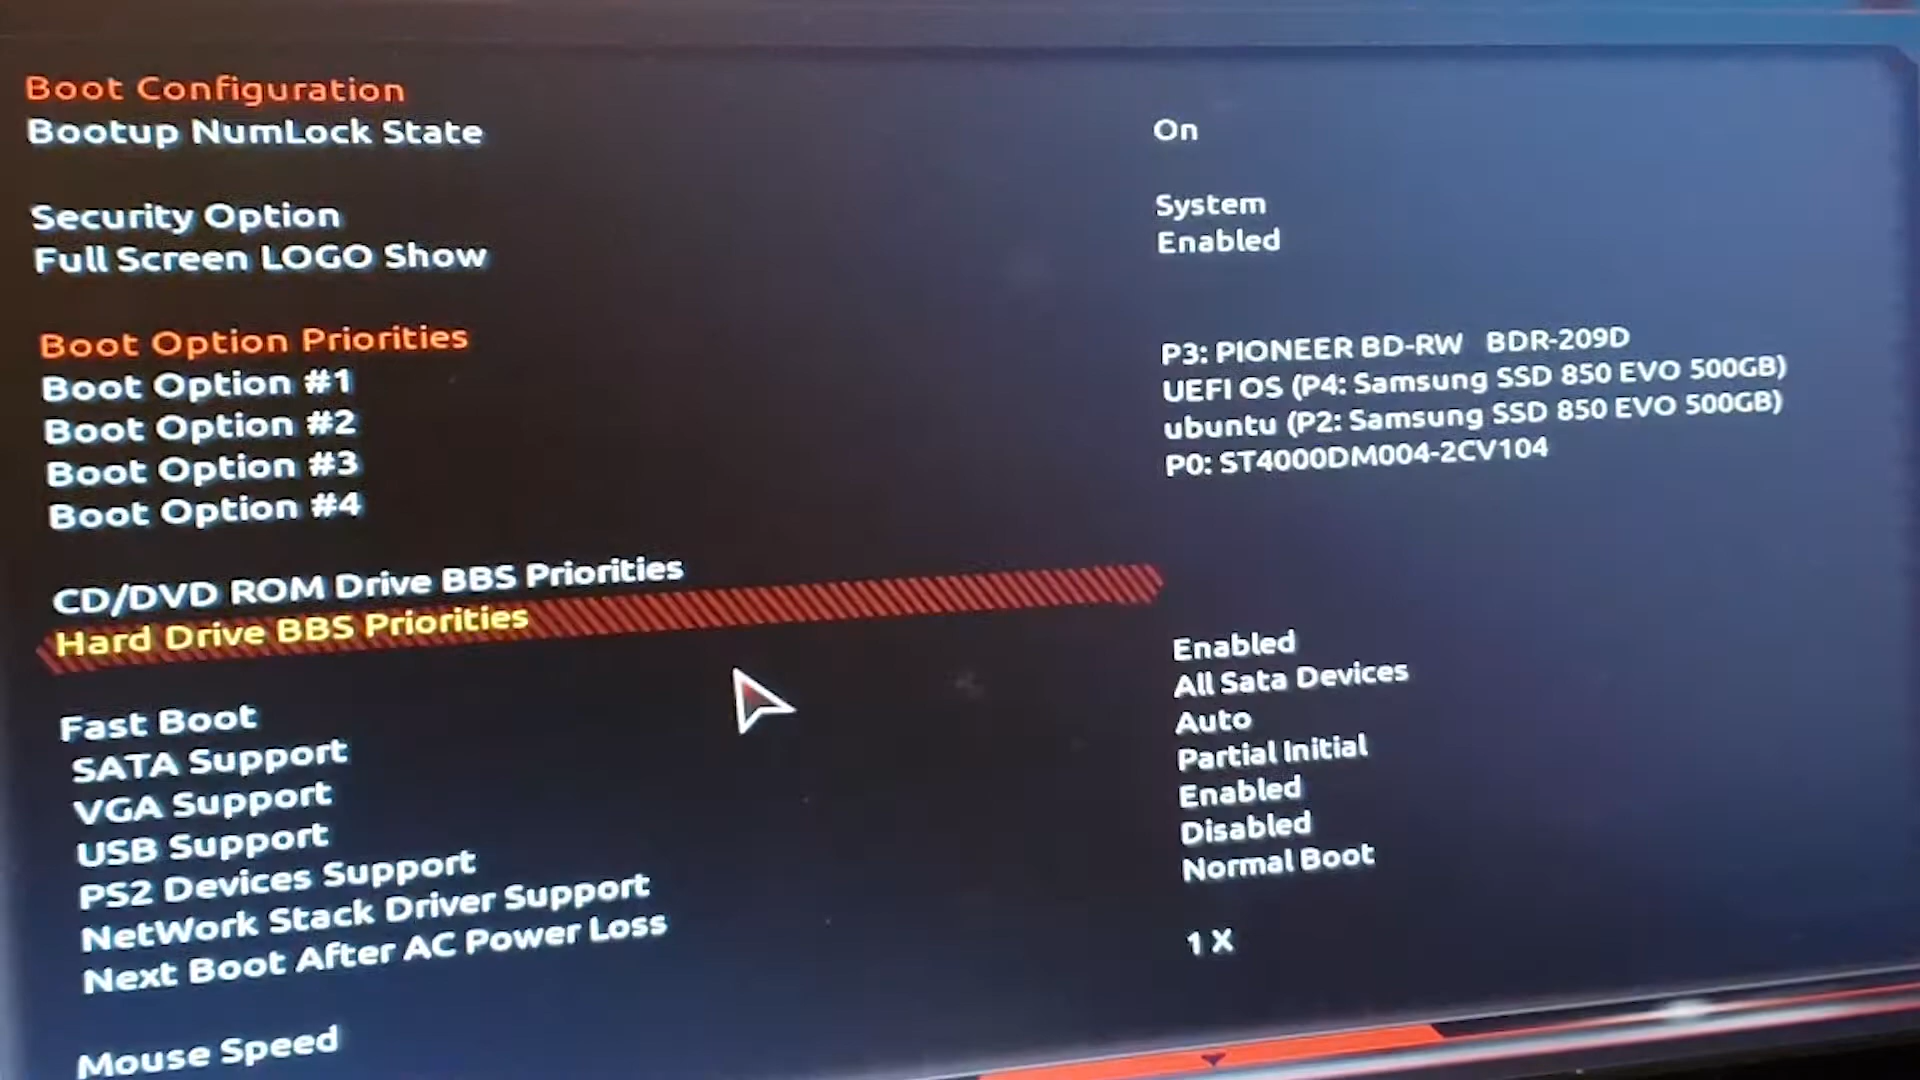 Boot Configuration
Bootup NumLock State On
Security Option System
Full Screen LOGO Show Enabled
Boot Option Priorities
Boot Option #1 P3: PIONEER BD-RW BDR-209D
Boot Option #2 UEFI OS (P4: Samsung SSD 850 EVO 500GB)
Boot Option #3 ubuntu (P2: Samsung SSD 850 EVO 500GB)
Boot Option #4 P0: ST4000DM004-2CV104
CD/DVD ROM Drive BBS Priorities
Hard Drive BBS Priorities
Fast Boot Enabled
SATA Support All Sata Devices
VGA Support Auto
USB Support Partial Initial
PS2 Devices Support Enabled
NetWork Stack Driver Support Disabled
Next Boot After AC Power Loss Normal Boot
Mouse Speed 1 X